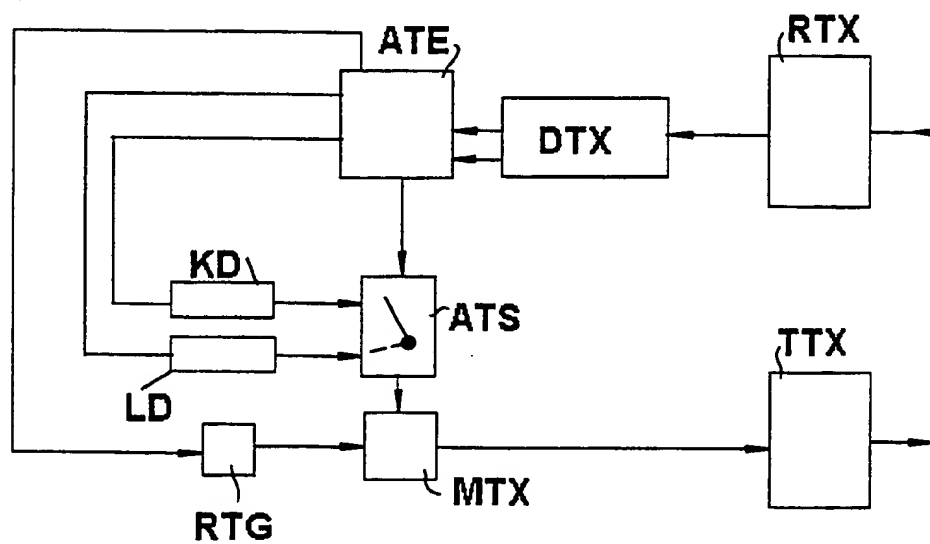 ATE
RTX
DTX
KD
ATS
LD
TTX
RTG
MTX